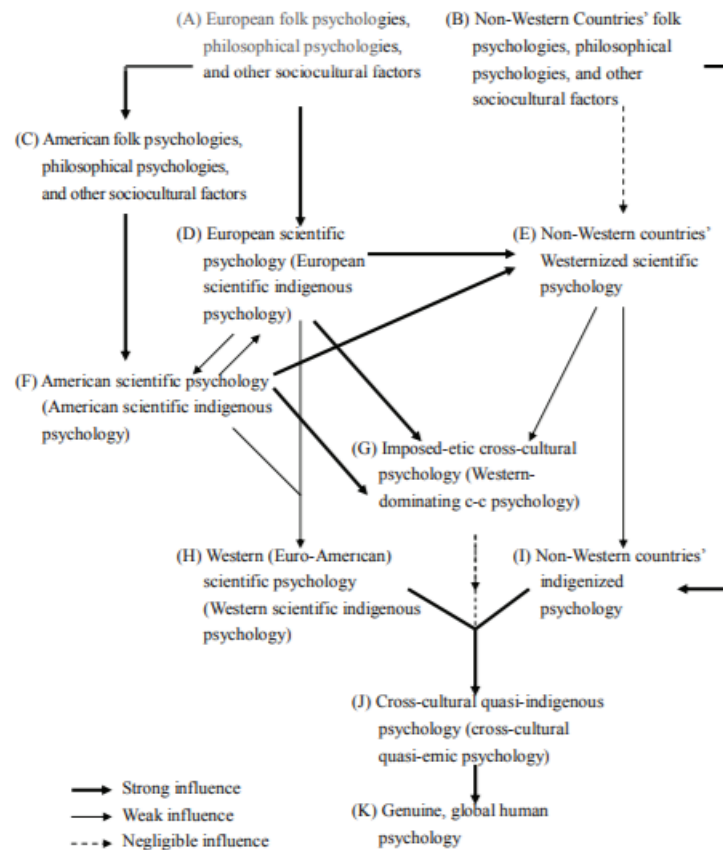 (A) European folk psychologies,
philosophical psychologies,
and other sociocultural factors
(B) Non-Western Countries’ folk
psychologies, philosophical
psychologies, and other
sociocultural factors
(C) American folk psychologies,
philosophical psychologies,
and other sociocultural factors
(D) European scientific
psychology (European
scientific indigenous
psychology)
(E) Non-Western countries’
Westernized scientific
psychology
(F) American scientific psychology
(American scientific indigenous
psychology)
(G) Imposed-etic cross-cultural
psychology (Western-
dominating c-c psychology)
(H) Western (Euro-American)
scientific psychology
(Western scientific indigenous
psychology)
(I) Non-Western countries’
indigenized
psychology
(J) Cross-cultural quasi-indigenous
psychology (cross-cultural
quasi-emic psychology)
(K) Genuine, global human
psychology
Strong influence
Weak influence
Negligible influence